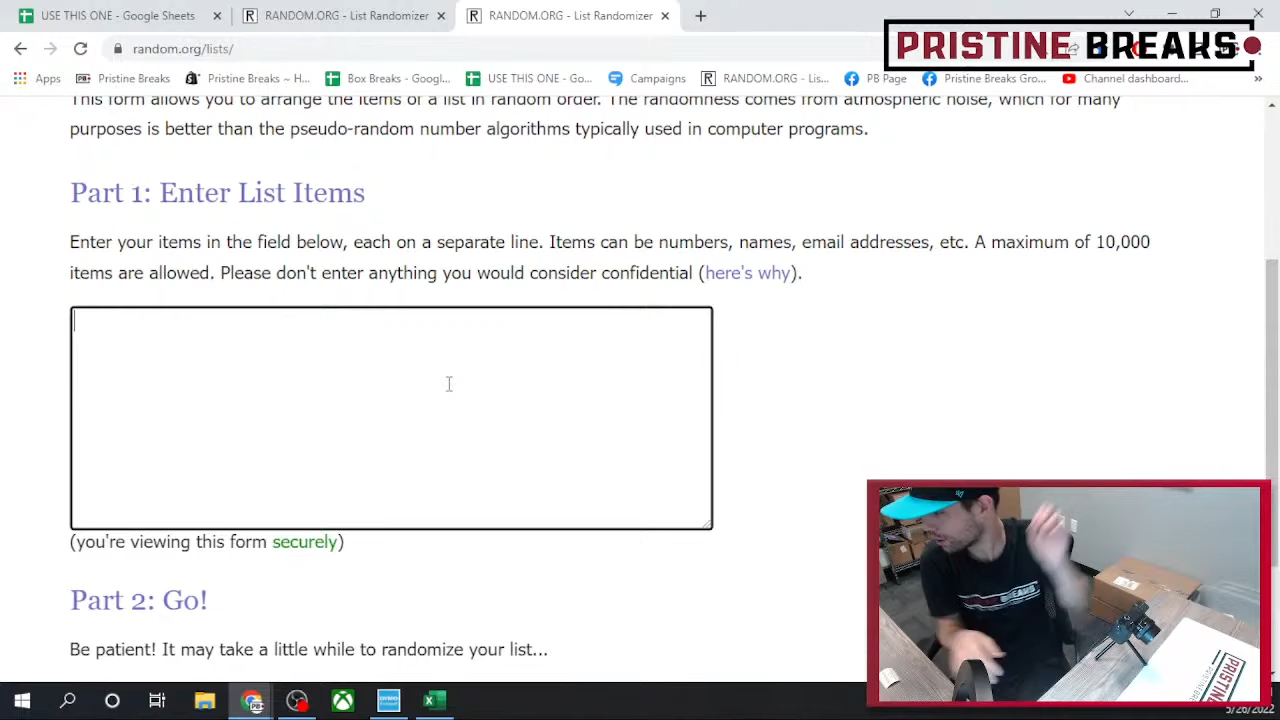 USE THIS ONE - Google Sheets
RANDOM.ORG - List Randomizer
RANDOM.ORG - List Randomizer
random.org/lists/
PRISTINE BREAKS
Apps
Pristine Breaks
Pristine Breaks ~ H...
Box Breaks - Googl...
USE THIS ONE - Go...
Campaigns
RANDOM.ORG - Lis...
PB Page
Pristine Breaks Gro...
Channel dashboard...
This form allows you to arrange the items of a list in random order. The randomness comes from atmospheric noise, which for many
purposes is better than the pseudo-random number algorithms typically used in computer programs.
Part 1: Enter List Items
Enter your items in the field below, each on a separate line. Items can be numbers, names, email addresses, etc. A maximum of 10,000
items are allowed. Please don't enter anything you would consider confidential (here's why).
(you're viewing this form securely)
Part 2: Go!
Be patient! It may take a little while to randomize your list...
PRISTINE BREAKS
PRISTINE
5/26/2022